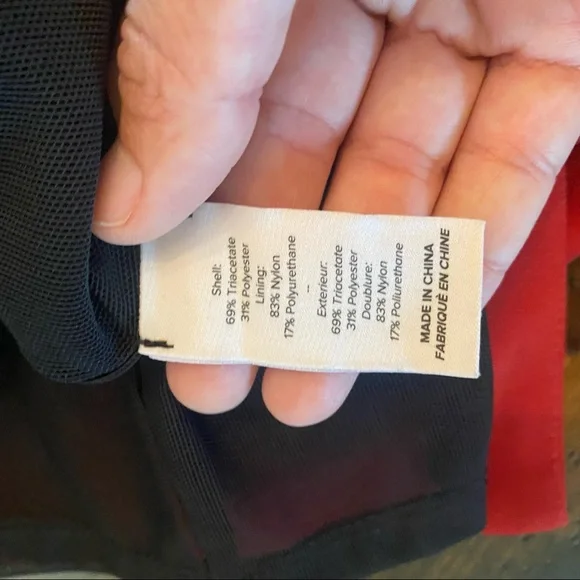 Shell:
69% Triacetate
31% Polyester
Lining:
83% Nylon
17% Polyurethane
--
Exterieur:
69% Triacetate
31% Polyester
Doublure:
83% Nylon
17% Poliurethane
MADE IN CHINA
FABRIQUÉ EN CHINE